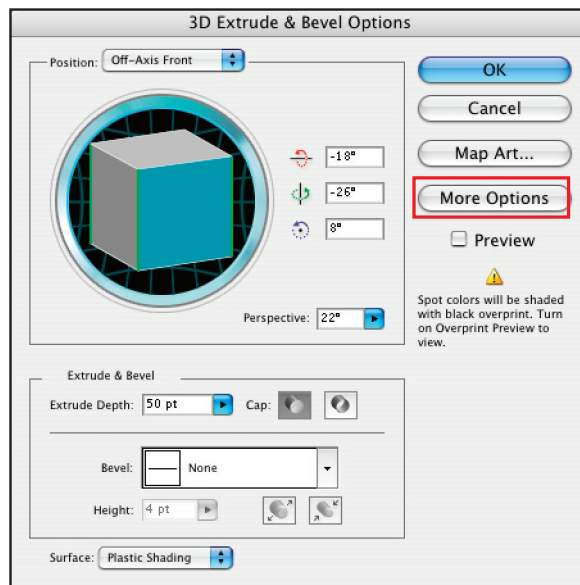 3D Extrude & Bevel Options
Position: Off-Axis Front
-18°
-26°
8°
Perspective: 22°
OK
Cancel
Map Art...
More Options
Preview
Spot colors will be shaded
with black overprint. Turn
on Overprint Preview to
view.
Extrude & Bevel
Extrude Depth: 50 pt Cap:
Bevel: None
Height: 4 pt
Surface: Plastic Shading